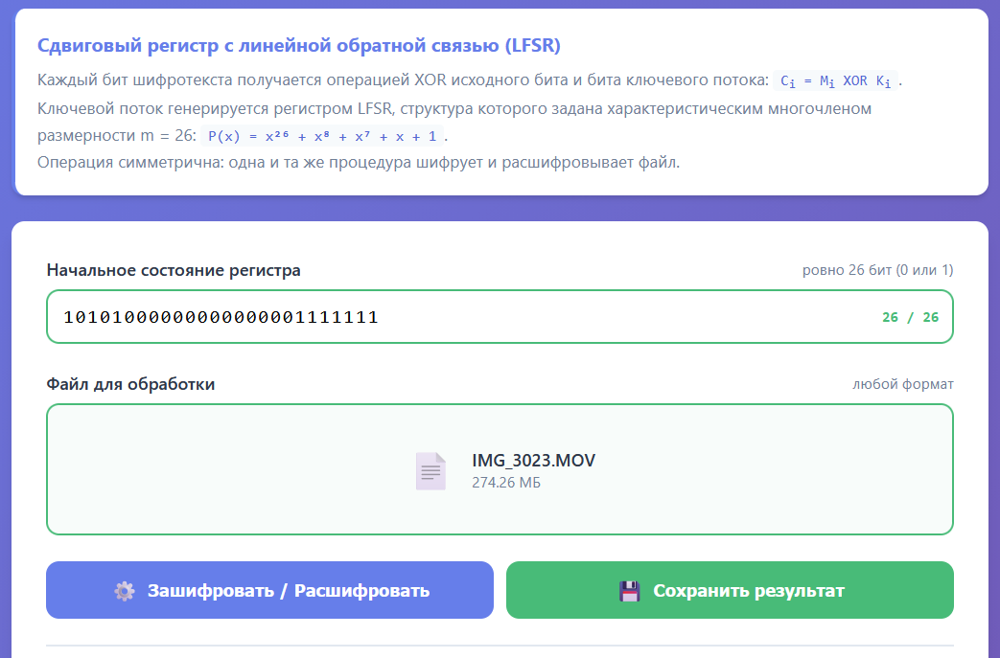 Сдвиговый регистр с линейной обратной связью (LFSR)
Каждый бит шифротекста получается операцией XOR исходного бита и бита ключевого потока: Cᵢ = Mᵢ XOR Kᵢ .
Ключевой поток генерируется регистром LFSR, структура которого задана характеристическим многочленом
размерности m = 26: P(x) = x²⁶ + x⁸ + x⁷ + x + 1 .
Операция симметрична: одна и та же процедура шифрует и расшифровывает файл.
Начальное состояние регистра
ровно 26 бит (0 или 1)
10101000000000000001111111
26 / 26
Файл для обработки
любой формат
IMG_3023.MOV
274.26 МБ
Зашифровать / Расшифровать
Сохранить результат